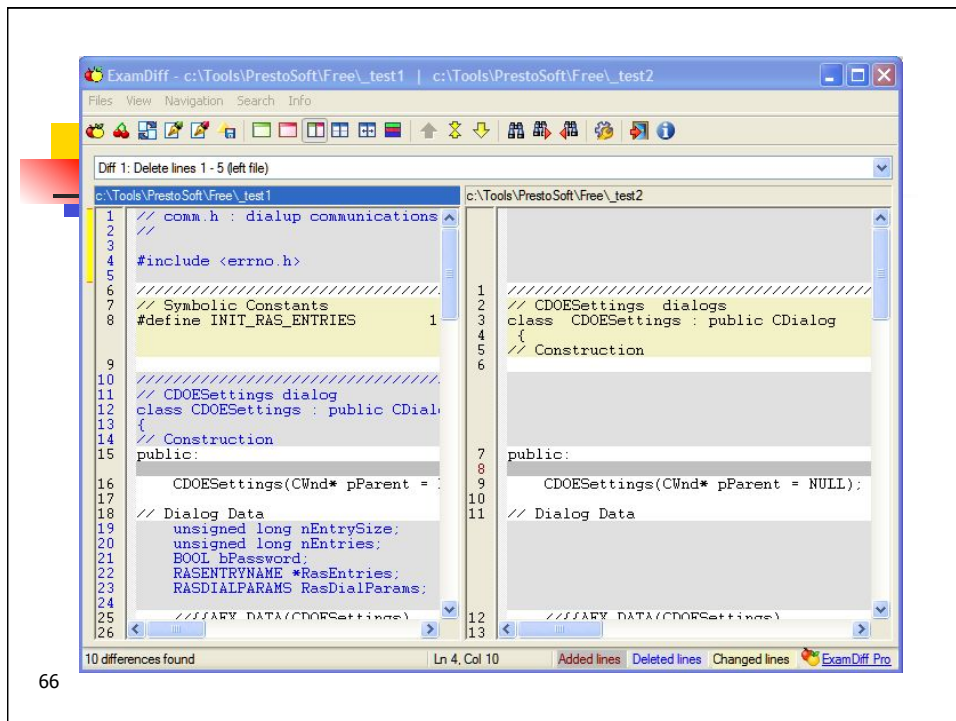 ExamDiff - c:\Tools\PrestoSoft\Free\_test1 | c:\Tools\PrestoSoft\Free\_test2
Files View Navigation Search Info
Diff 1: Delete lines 1 - 5 (left file)
c:\Tools\PrestoSoft\Free\_test1
1 // comm.h : dialup communications
2 //
3
4 #include <errno.h>
5
6 /////////////////////////////////
7 // Symbolic Constants
8 #define INIT_RAS_ENTRIES 1
9
10 /////////////////////////////////
11 // CDOESettings dialog
12 class CDOESettings : public CDial
13 {
14 // Construction
15 public:
16 CDOESettings(CWnd* pParent =
17
18 // Dialog Data
19 unsigned long nEntrySize;
20 unsigned long nEntries;
21 BOOL bPassword;
22 RASENTRYNAME *RasEntries;
23 RASDIALPARAMS RasDialParams;
24
25 //{{AFX_DATA(CDOESettings)
26
c:\Tools\PrestoSoft\Free\_test2
1 ////////////////////////////////////////
2 // CDOESettings dialogs
3 class CDOESettings : public CDialog
4 {
5 // Construction
6
7 public:
8
9 CDOESettings(CWnd* pParent = NULL);
10
11 // Dialog Data
12 //{{AFX_DATA(CDOESettings)
13
10 differences found
Ln 4, Col 10
Added lines Deleted lines Changed lines ExamDiff Pro
66